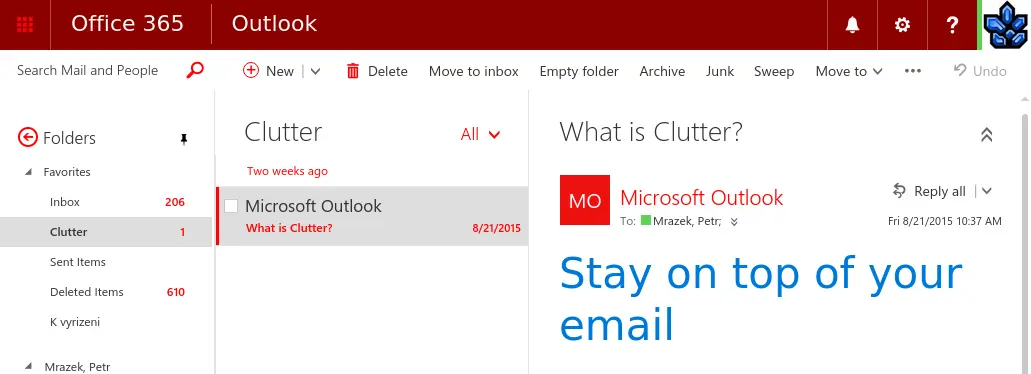 Office 365 Outlook ?
Search Mail and People New Delete Move to inbox Empty folder Archive Junk Sweep Move to ••• Undo
Folders
Favorites
Inbox 206
Clutter 1
Sent Items
Deleted Items 610
K vyrizeni
Mrazek, Petr
Clutter All
Two weeks ago
Microsoft Outlook
What is Clutter? 8/21/2015
What is Clutter?
MO Microsoft Outlook Reply all
To: Mrazek, Petr; Fri 8/21/2015 10:37 AM
Stay on top of your
email